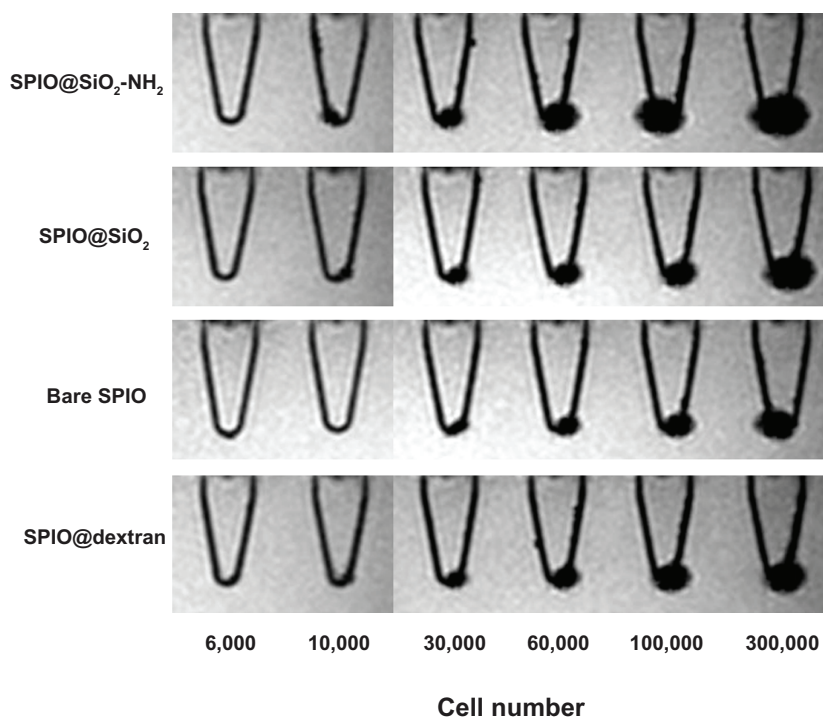 SPIO@SiO₂-NH₂
SPIO@SiO₂
Bare SPIO
SPIO@dextran
6,000 10,000 30,000 60,000 100,000 300,000
Cell number